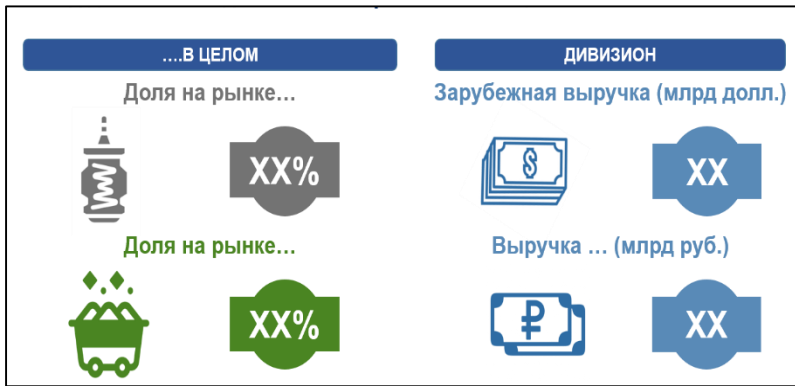 ....В ЦЕЛОМ
Доля на рынке...
XX%
Доля на рынке...
XX%
ДИВИЗИОН
Зарубежная выручка (млрд долл.)
$
XX
Выручка ... (млрд руб.)
₽
XX